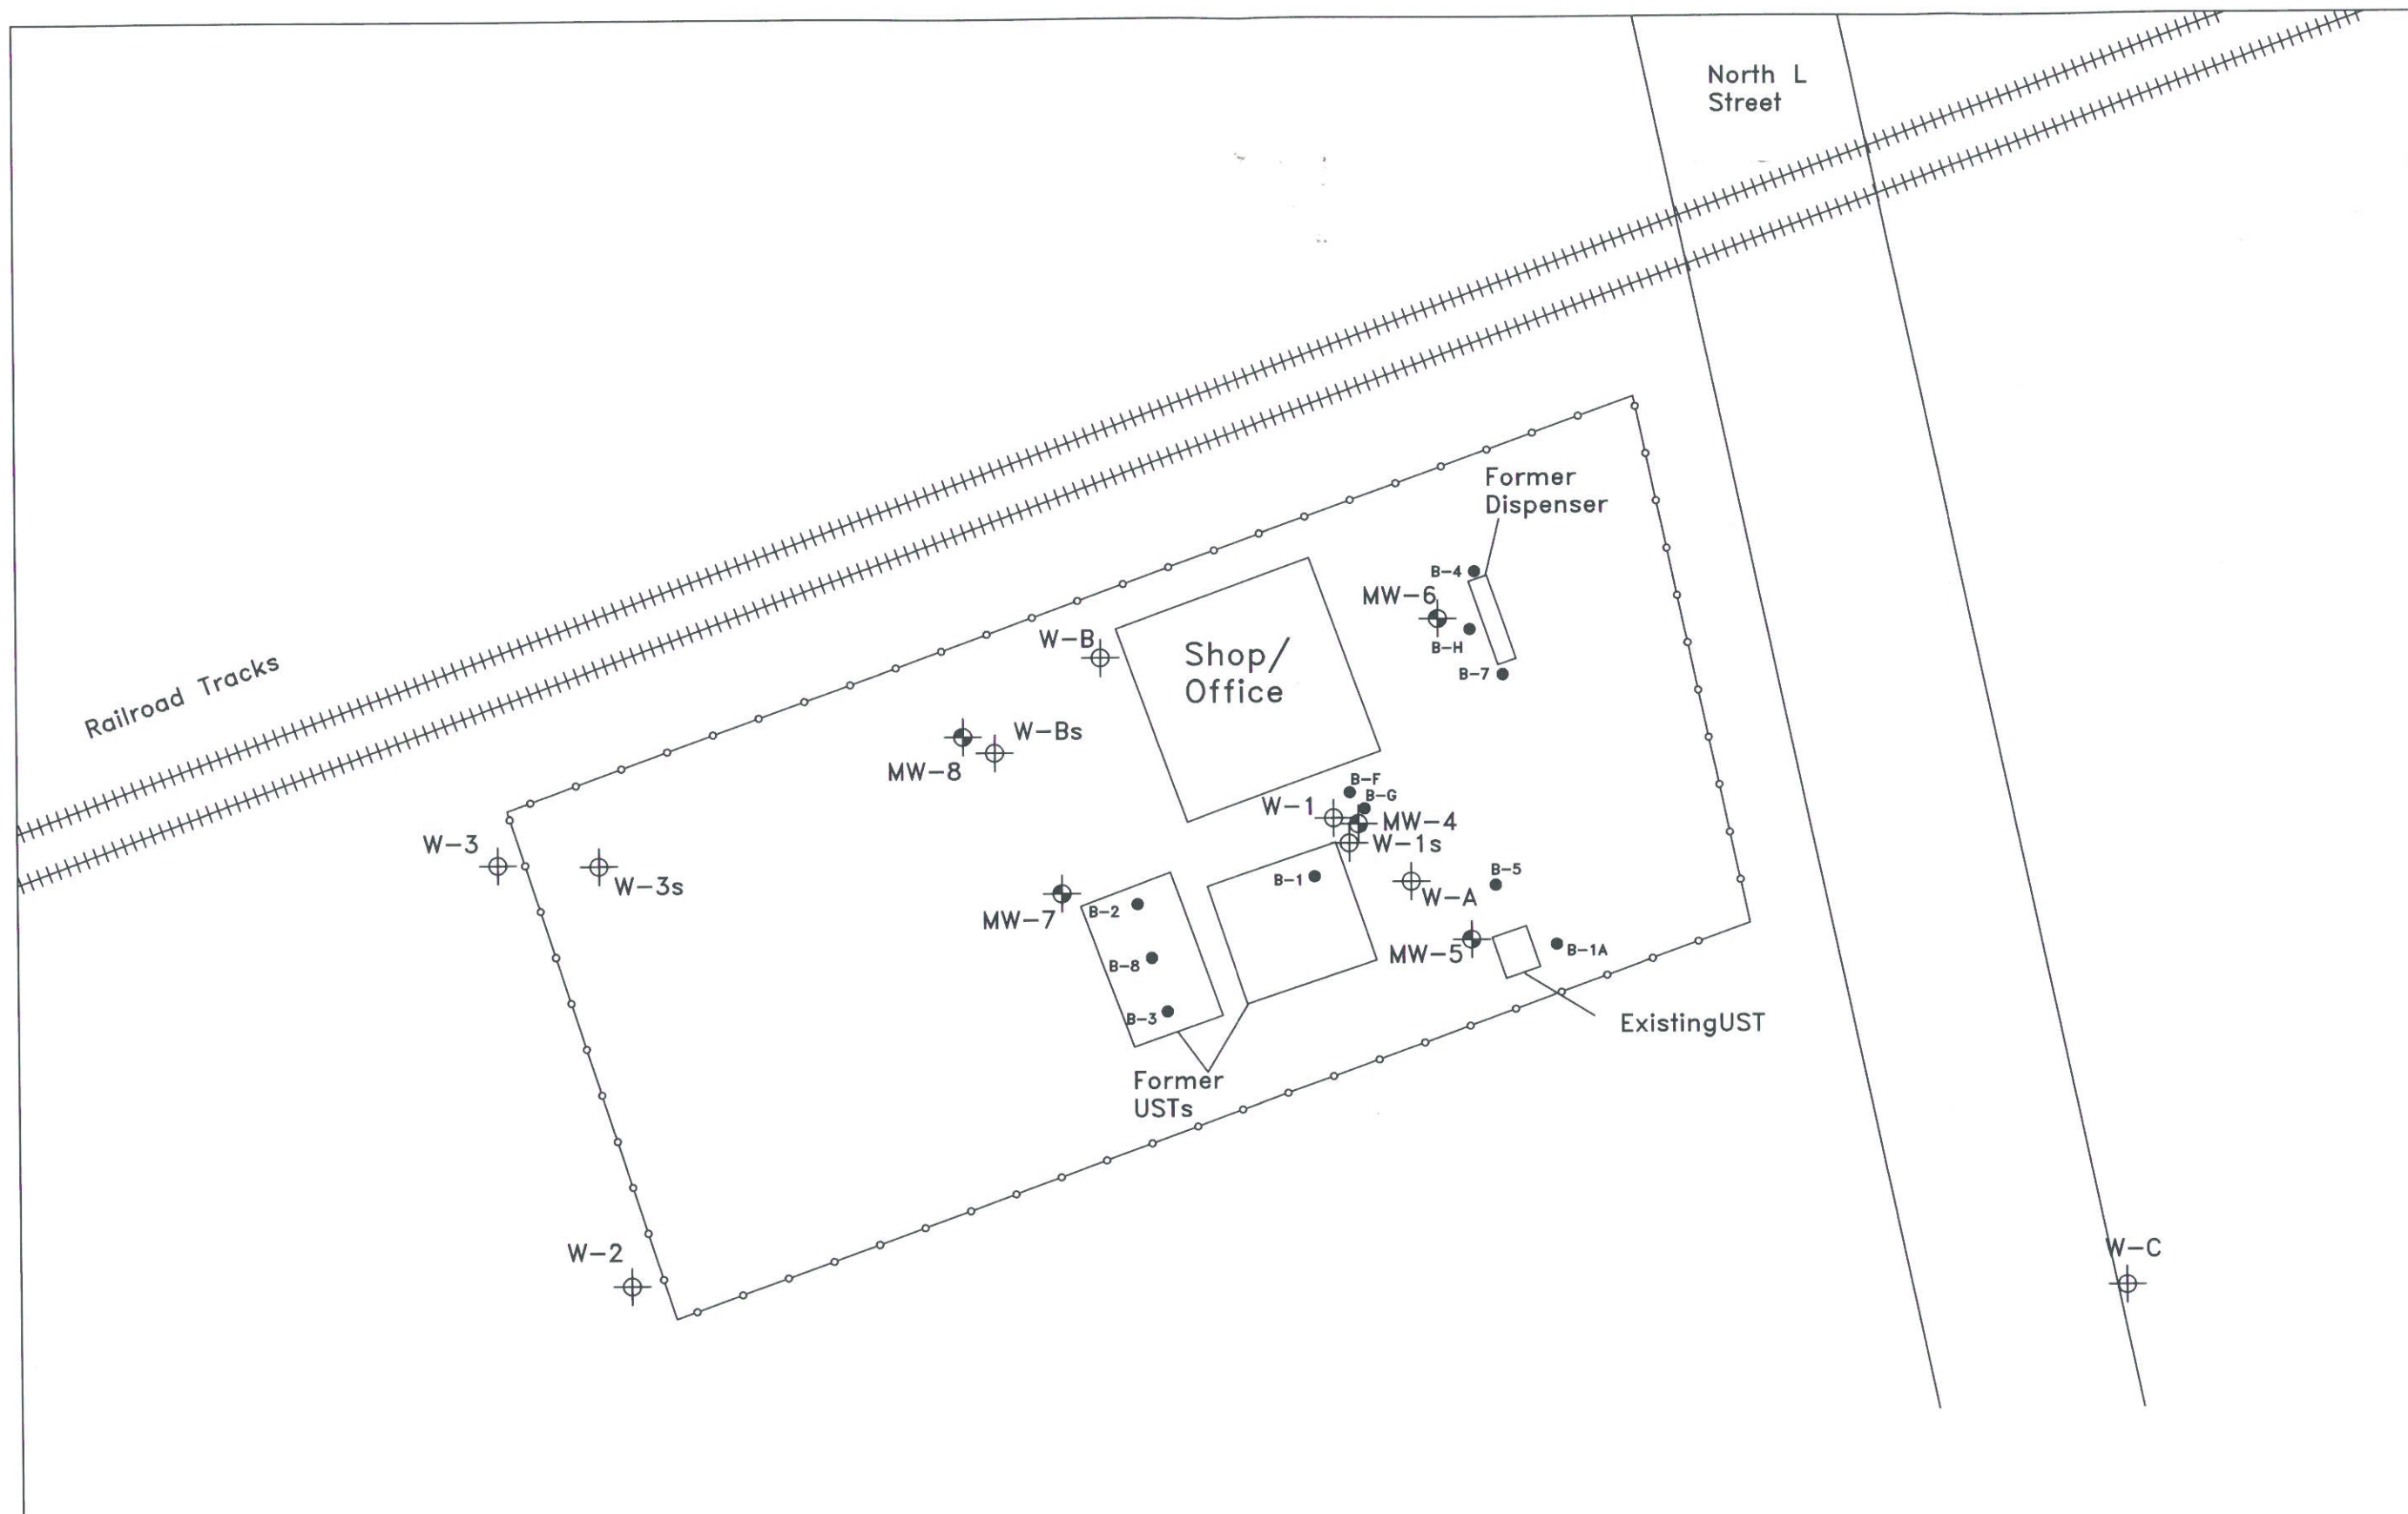 North L
Street
Former
Dispenser
B-4
MW-6
B-H
B-7
W-B
Shop/
Office
Railroad Tracks
W-Bs
MW-8
B-F
B-G
W-1
MW-4
W-1s
W-3
W-3s
B-1
B-5
W-A
MW-7
B-2
MW-5
B-1A
B-8
B-3
ExistingUST
Former
USTs
W-2
W-C